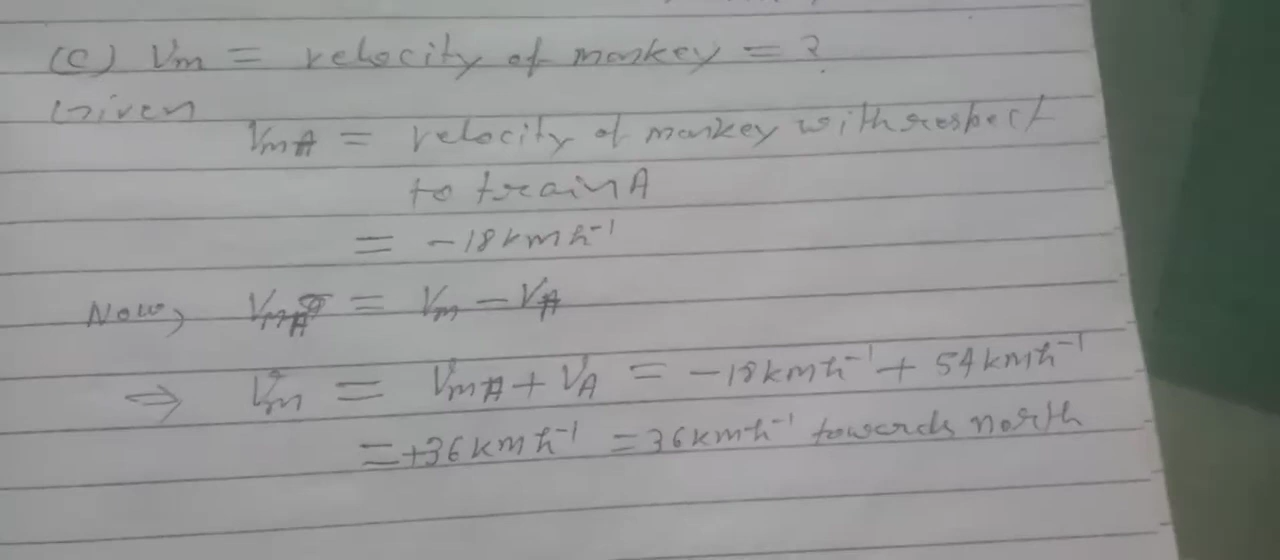 (c) Vm = velocity of monkey = ?
Given
VmA = velocity of monkey with respect
to train A
= -18 km h⁻¹
Now, VmA = Vm - VA
⇒ Vm = VmA + VA = -18 km h⁻¹ + 54 km h⁻¹
= +36 km h⁻¹ = 36 km h⁻¹ towards north